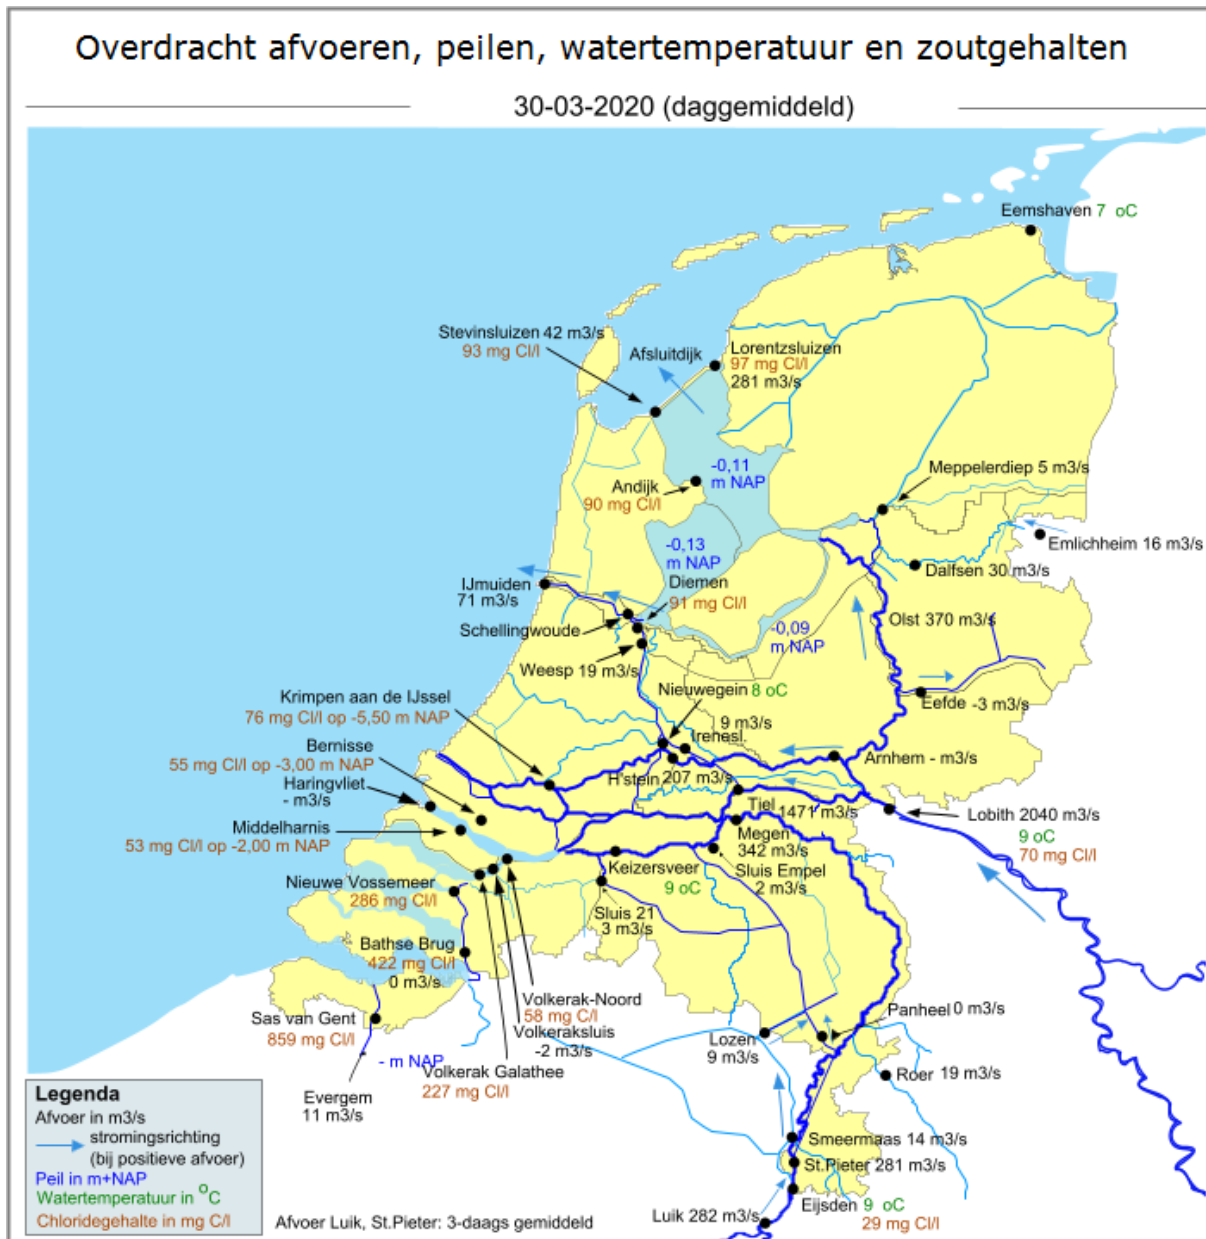 Overdracht afvoeren, peilen, watertemperatuur en zoutgehalten
30-03-2020 (daggemiddeld)
Eemshaven 7 oC
Stevinsluizen 42 m3/s
93 mg Cl/l
Afsluitdijk
Lorentzsluizen
97 mg Cl/l
281 m3/s
-0,11
m NAP
Meppelerdiep 5 m3/s
Andijk
90 mg Cl/l
Emlichheim 16 m3/s
-0,13
m NAP
Dalfsen 30 m3/s
IJmuiden
71 m3/s
Diemen
91 mg Cl/l
Schellingwoude
Olst 370 m3/s
-0,09
m NAP
Weesp 19 m3/s
Nieuwegein 8 oC
Eefde -3 m3/s
Krimpen aan de IJssel
76 mg Cl/l op -5,50 m NAP
9 m3/s
Irenesl.
Bernisse
55 mg Cl/l op -3,00 m NAP
Arnhem - m3/s
H'stein 207 m3/s
Haringvliet
- m3/s
Tiel 1471 m3/s
Lobith 2040 m3/s
9 oC
70 mg Cl/l
Middelharnis
53 mg Cl/l op -2,00 m NAP
Megen
342 m3/s
Keizersveer
9 oC
Sluis Empel
2 m3/s
Nieuwe Vossemeer
286 mg Cl/l
Sluis 21
3 m3/s
Bathse Brug
422 mg Cl/l
0 m3/s
Volkerak-Noord
58 mg C/l
Panheel 0 m3/s
Sas van Gent
859 mg Cl/l
Volkeraksluis
-2 m3/s
Lozen
9 m3/s
- m NAP
Volkerak Galathee
227 mg Cl/l
Roer 19 m3/s
Evergem
11 m3/s
Legenda
Afvoer in m3/s
stromingsrichting
(bij positieve afvoer)
Peil in m+NAP
Watertemperatuur in oC
Chloridegehalte in mg C/l
Smeermaas 14 m3/s
St.Pieter 281 m3/s
Eijsden 9 oC
29 mg Cl/l
Luik 282 m3/s
Afvoer Luik, St.Pieter: 3-daags gemiddeld